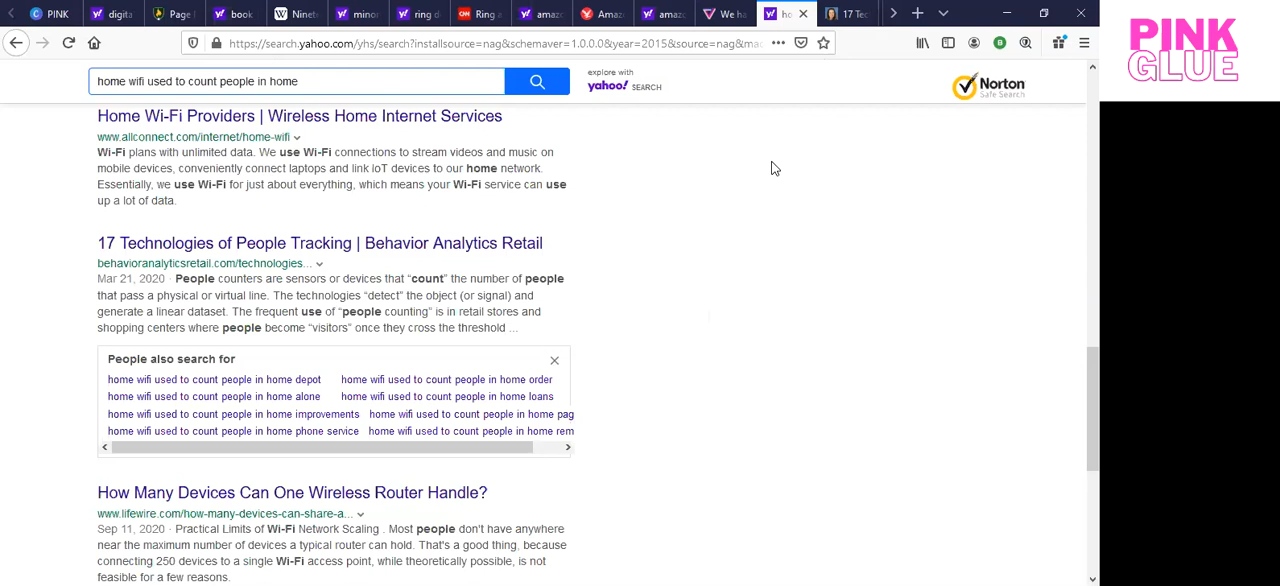 PINK
digita
Page
book
Ninet
minor
ring d
CNN
Ring a
amazo
Amazo
amazo
We ha
ho
17 Tec
https://search.yahoo.com/yhs/search?installsource=nag&schemaver=1.0.0.0&year=2015&source=nag&mac
PINK
GLUE
home wifi used to count people in home
explore with
yahoo! SEARCH
Norton
Safe Search
Home Wi-Fi Providers | Wireless Home Internet Services
www.allconnect.com/internet/home-wifi
Wi-Fi plans with unlimited data. We use Wi-Fi connections to stream videos and music on
mobile devices, conveniently connect laptops and link IoT devices to our home network.
Essentially, we use Wi-Fi for just about everything, which means your Wi-Fi service can use
up a lot of data.
17 Technologies of People Tracking | Behavior Analytics Retail
behavioranalyticsretail.com/technologies...
Mar 21, 2020 · People counters are sensors or devices that “count” the number of people
that pass a physical or virtual line. The technologies “detect” the object (or signal) and
generate a linear dataset. The frequent use of “people counting” is in retail stores and
shopping centers where people become “visitors” once they cross the threshold ...
People also search for
home wifi used to count people in home depot
home wifi used to count people in home order
home wifi used to count people in home alone
home wifi used to count people in home loans
home wifi used to count people in home improvements
home wifi used to count people in home pag
home wifi used to count people in home phone service
home wifi used to count people in home rem
How Many Devices Can One Wireless Router Handle?
www.lifewire.com/how-many-devices-can-share-a...
Sep 11, 2020 · Practical Limits of Wi-Fi Network Scaling . Most people don't have anywhere
near the maximum number of devices a typical router can hold. That's a good thing, because
connecting 250 devices to a single Wi-Fi access point, while theoretically possible, is not
feasible for a few reasons.